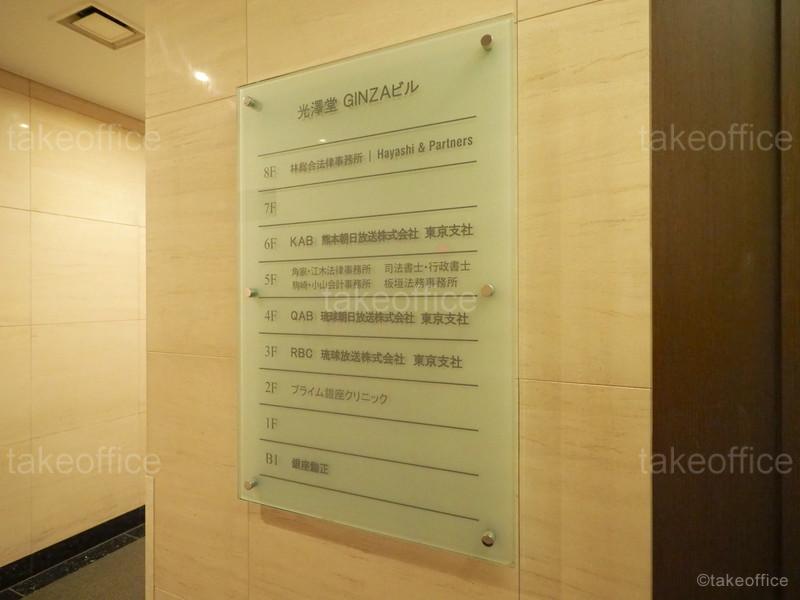 光澤堂 GINZAビル
8F 林総合法律事務所 | Hayashi & Partners
7F
6F KAB 熊本朝日放送株式会社 東京支社
5F 角家・江木法律事務所 司法書士・行政書士
駒崎・小山会計事務所 板垣法務事務所
4F QAB 琉球朝日放送株式会社 東京支社
3F RBC 琉球放送株式会社 東京支社
2F プライム銀座クリニック
1F
B1 銀座
takeoffice
takeoffice
takeoffice
takeoffice
takeoffice
©takeoffice